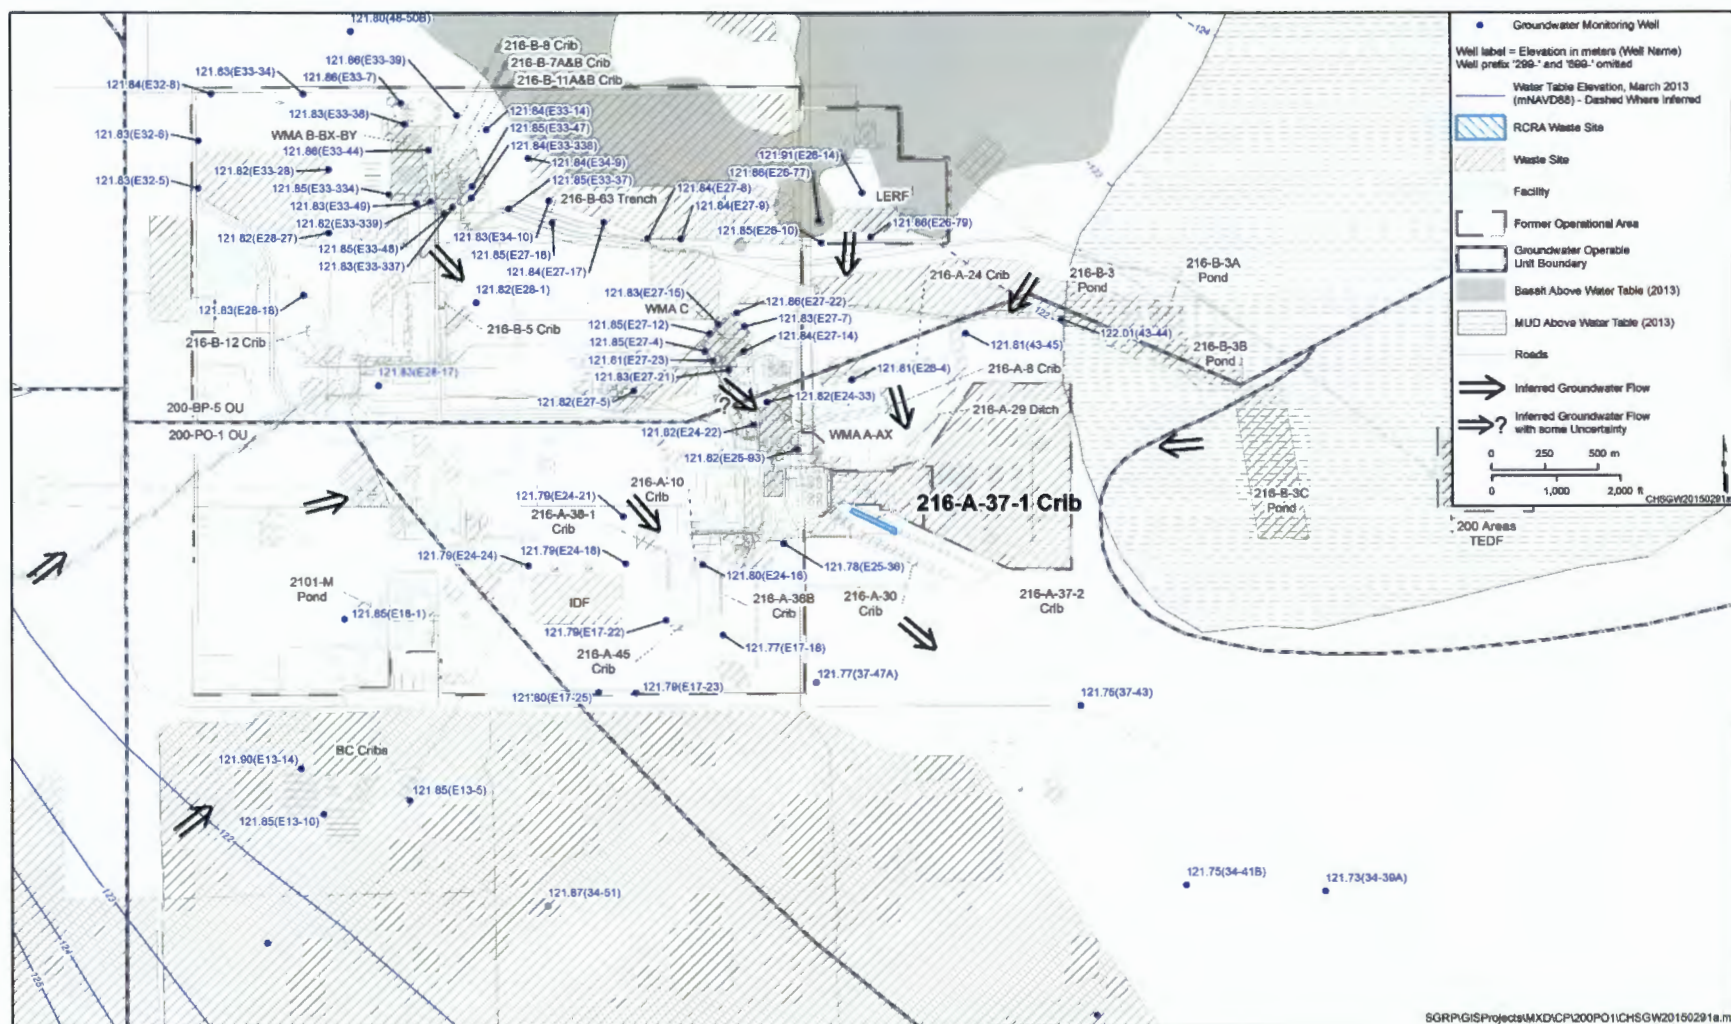 121.80(48-50B)
216-B-8 Crib
216-B-7A&B Crib
216-B-11A&B Crib
121.86(E33-39)
121.83(E33-34)
121.86(E33-7)
121.84(E32-8)
121.83(E33-38)
121.84(E33-14)
WMA B-BX-BY
121.85(E33-47)
121.83(E32-6)
121.86(E33-44)
121.84(E33-338)
121.82(E33-28)
121.84(E34-9)
121.83(E32-5)
121.85(E33-334)
121.85(E33-37)
121.83(E33-49)
216-B-63 Trench
121.84(E27-8)
121.82(E33-339)
121.84(E27-9)
121.82(E28-27)
121.85(E33-48)
121.83(E34-10)
121.83(E33-337)
121.85(E27-16)
121.84(E27-17)
121.91(E26-14)
121.86(E26-77)
LERF
121.85(E26-10)
121.86(E26-79)
121.82(E28-1)
121.83(E28-18)
216-B-5 Crib
216-B-12 Crib
121.83(E28-17)
121.83(E27-15)
WMA C
121.86(E27-22)
121.85(E27-12)
121.83(E27-7)
121.85(E27-4)
121.84(E27-14)
121.81(E27-23)
121.83(E27-21)
121.82(E27-5)
?
216-A-24 Crib
216-B-3
Pond
216-B-3A
Pond
122
122.01(43-44)
121.81(43-45)
216-B-3B
Pond
121.81(E26-4)
216-A-8 Crib
121.82(E24-33)
216-A-29 Ditch
121.82(E24-22)
WMA A-AX
121.82(E25-93)
200-BP-5 OU
200-PO-1 OU
216-A-10
Crib
121.79(E24-21)
216-A-38-1
Crib
216-A-37-1 Crib
216-B-3C
Pond
200 Areas
TEDF
121.79(E24-24)
121.79(E24-18)
121.80(E24-16)
121.78(E25-36)
2101-M
Pond
IDF
216-A-36B
Crib
216-A-30
Crib
216-A-37-2
Crib
121.85(E18-1)
121.79(E17-22)
216-A-45
Crib
121.77(E17-18)
121.77(37-47A)
121.80(E17-25)
121.79(E17-23)
121.75(37-43)
BC Cribs
121.90(E13-14)
121.85(E13-5)
121.85(E13-10)
122
123
124
125
121.87(34-51)
121.75(34-41B)
121.73(34-39A)
124
122
Groundwater Monitoring Well
Well label = Elevation in meters (Well Name)
Well prefix '299-' and '699-' omitted
Water Table Elevation, March 2013
(mNAVD88) - Dashed Where Inferred
RCRA Waste Site
Waste Site
Facility
Former Operational Area
Groundwater Operable
Unit Boundary
Basalt Above Water Table (2013)
MUD Above Water Table (2013)
Roads
Inferred Groundwater Flow
? Inferred Groundwater Flow
with some Uncertainty
0 250 500 m
0 1,000 2,000 ft
CHSGW20150291a
SGRP\GISProjects\MXD\CP\200PO1\CHSGW20150291a.m